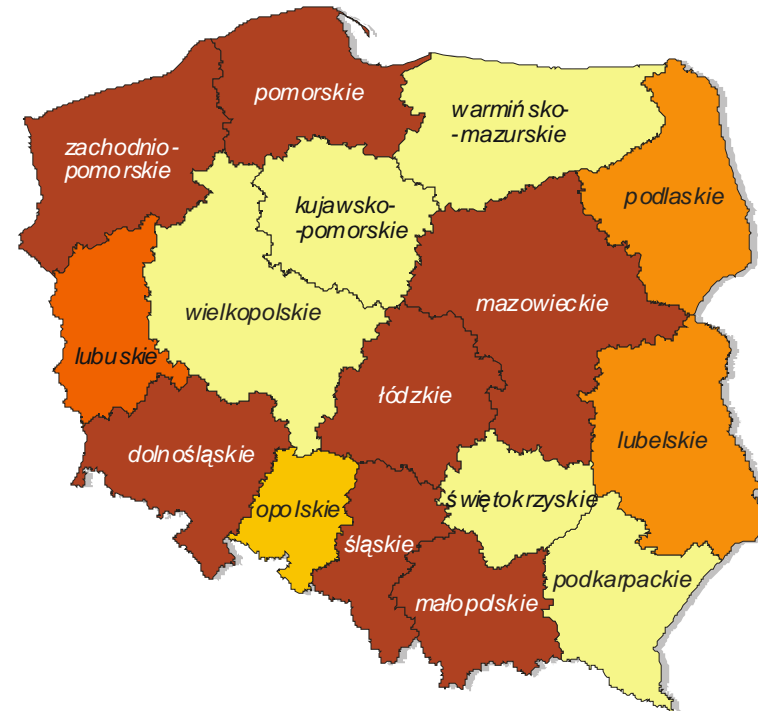 pomorskie
warmińsko-
-mazurskie
zachodnio-
pomorskie
podlaskie
kujawsko-
-pomorskie
mazowieckie
wielkopolskie
lubuskie
łódzkie
dolnośląskie
lubelskie
opolskie
świętokrzyskie
śląskie
podkarpackie
małopolskie